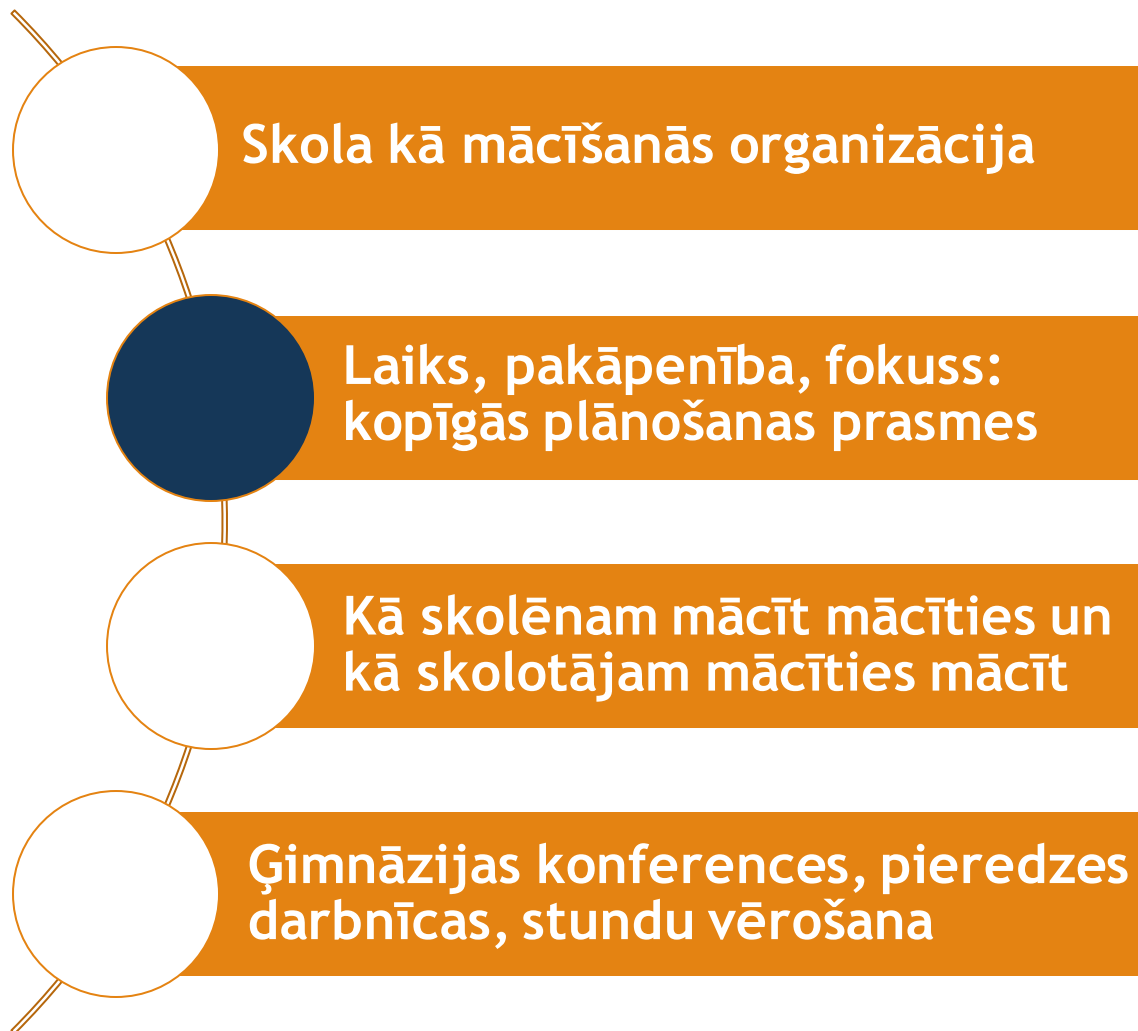 Skola kā mācīšanās organizācija
Laiks, pakāpenība, fokuss:
kopīgās plānošanas prasmes
Kā skolēnam mācīt mācīties un
kā skolotājam mācīties mācīt
Ģimnāzijas konferences, pieredzes
darbnīcas, stundu vērošana